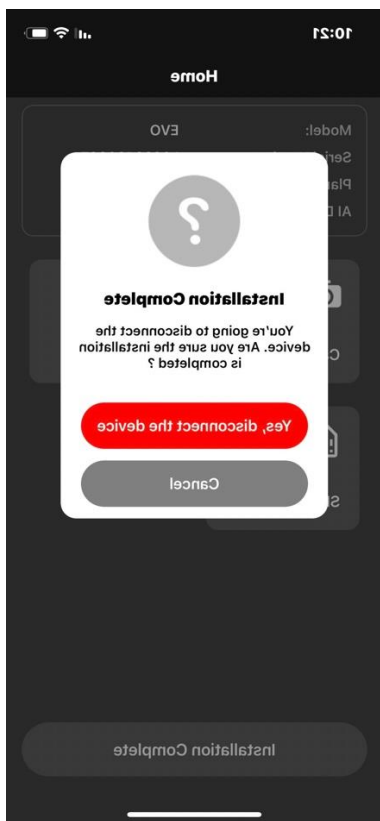 10:21
Home
Model: EVO
AI
Installation Complete
You're going to disconnect the
device. Are you sure the installation
is completed ?
Yes, disconnect the device
Cancel
Installation Complete